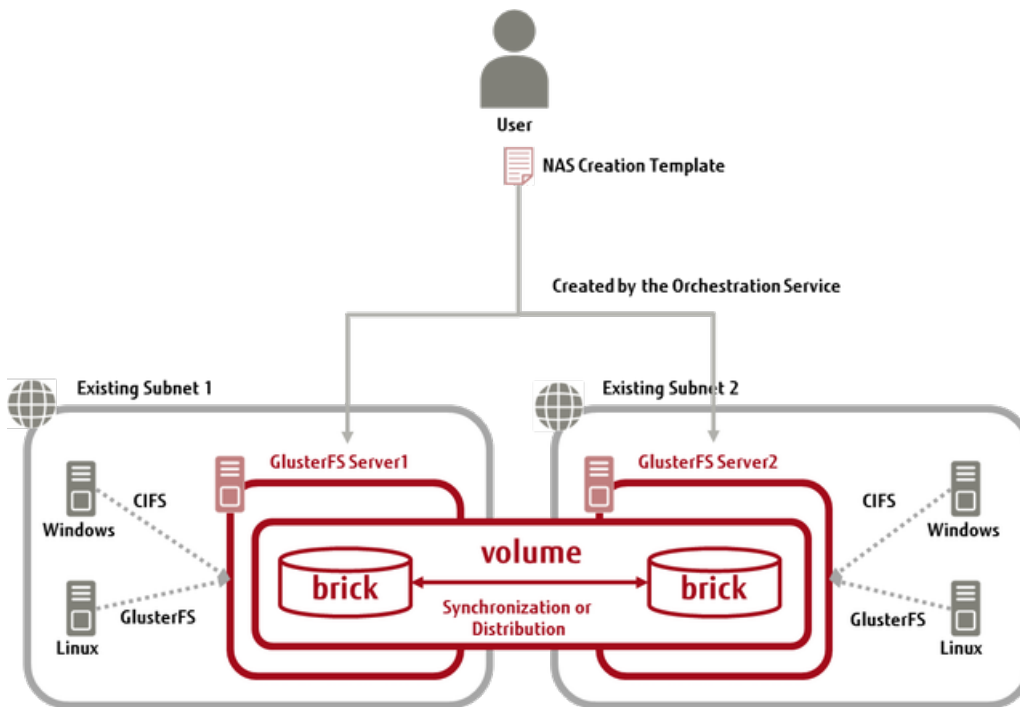 User
NAS Creation Template
Created by the Orchestration Service
Existing Subnet 1
Existing Subnet 2
GlusterFS Server1
GlusterFS Server2
CIFS
CIFS
Windows
Windows
volume
brick
brick
Synchronization or
Distribution
GlusterFS
GlusterFS
Linux
Linux